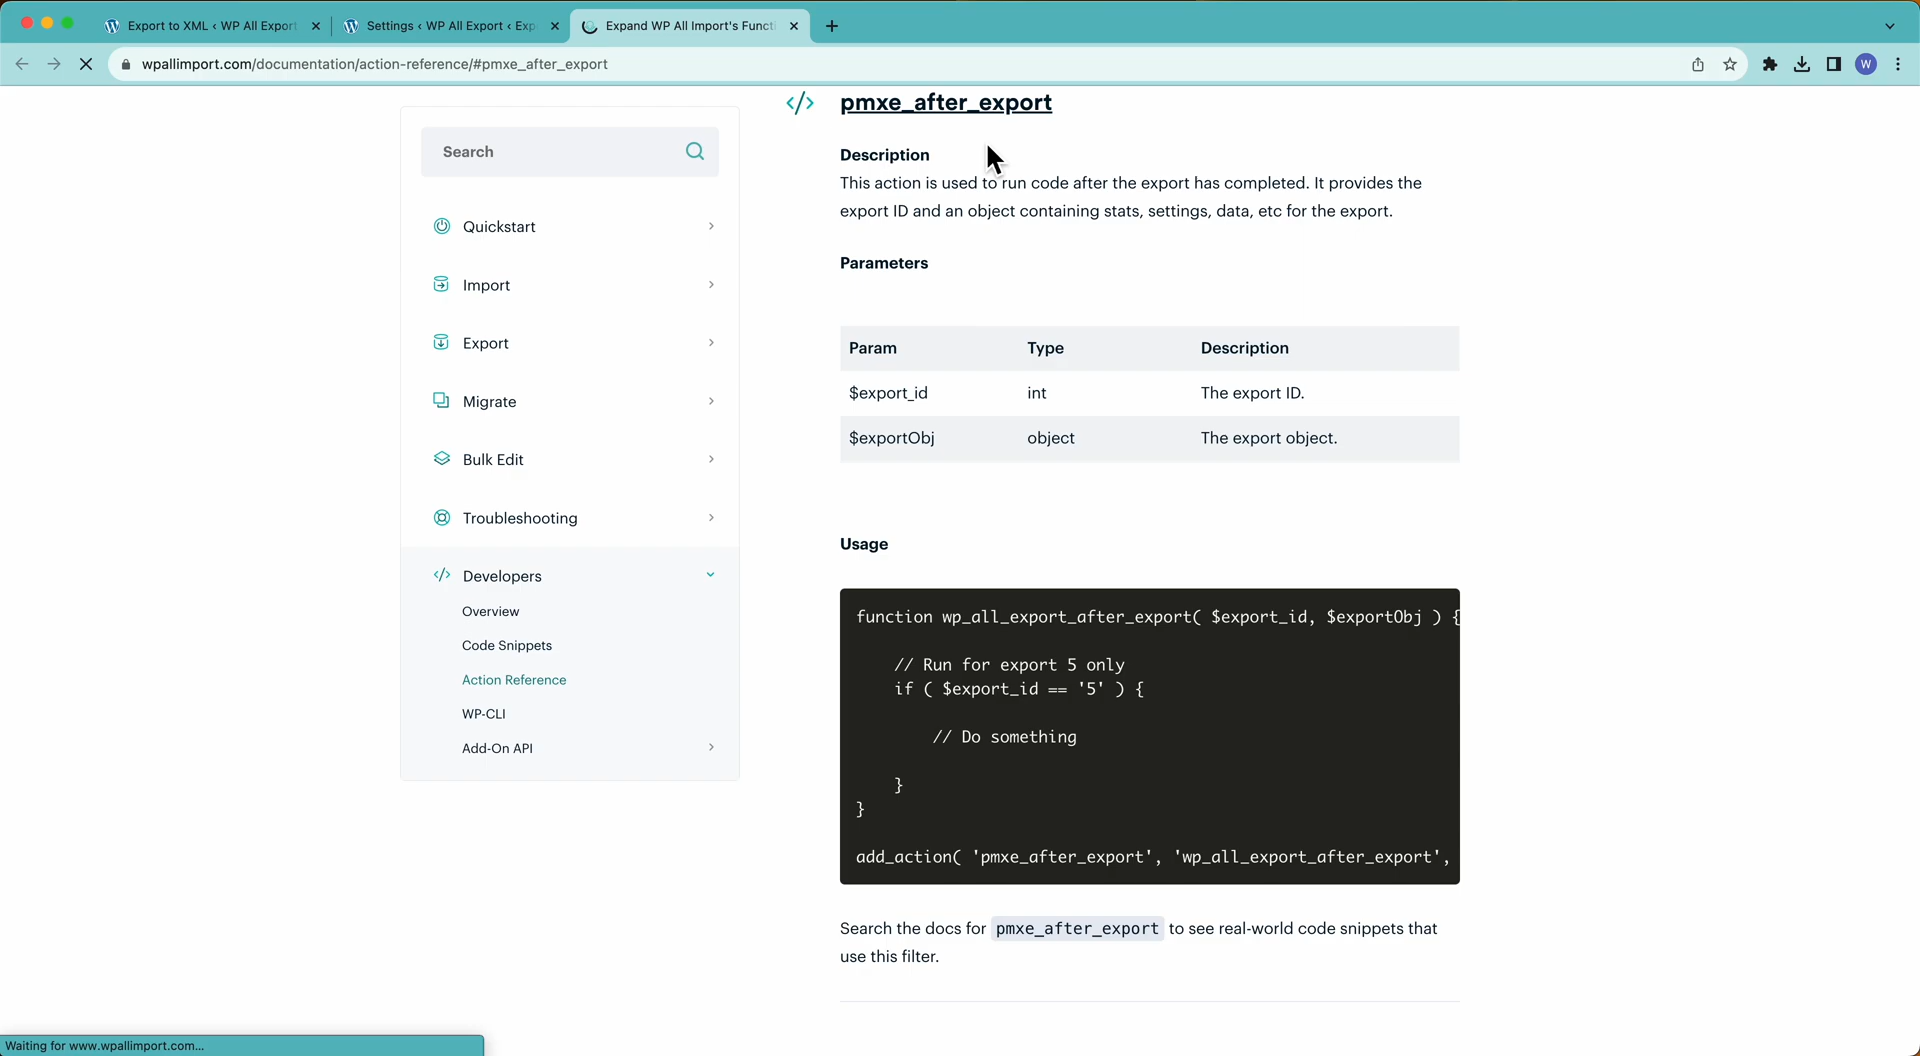 Export to XML ‹ WP All Export
Settings ‹ WP All Export ‹ Exp
Expand WP All Import's Functi
wpallimport.com/documentation/action-reference/#pmxe_after_export
W
Search
Quickstart
Import
Export
Migrate
Bulk Edit
Troubleshooting
</> Developers
Overview
Code Snippets
Action Reference
WP-CLI
Add-On API
</> pmxe_after_export
Description
This action is used to run code after the export has completed. It provides the
export ID and an object containing stats, settings, data, etc for the export.
Parameters
Param Type Description
$export_id int The export ID.
$exportObj object The export object.
Usage
function wp_all_export_after_export( $export_id, $exportObj ) {
// Run for export 5 only
if ( $export_id == '5' ) {
// Do something
}
}
add_action( 'pmxe_after_export', 'wp_all_export_after_export',
Search the docs for pmxe_after_export to see real-world code snippets that
use this filter.
Waiting for www.wpallimport.com...